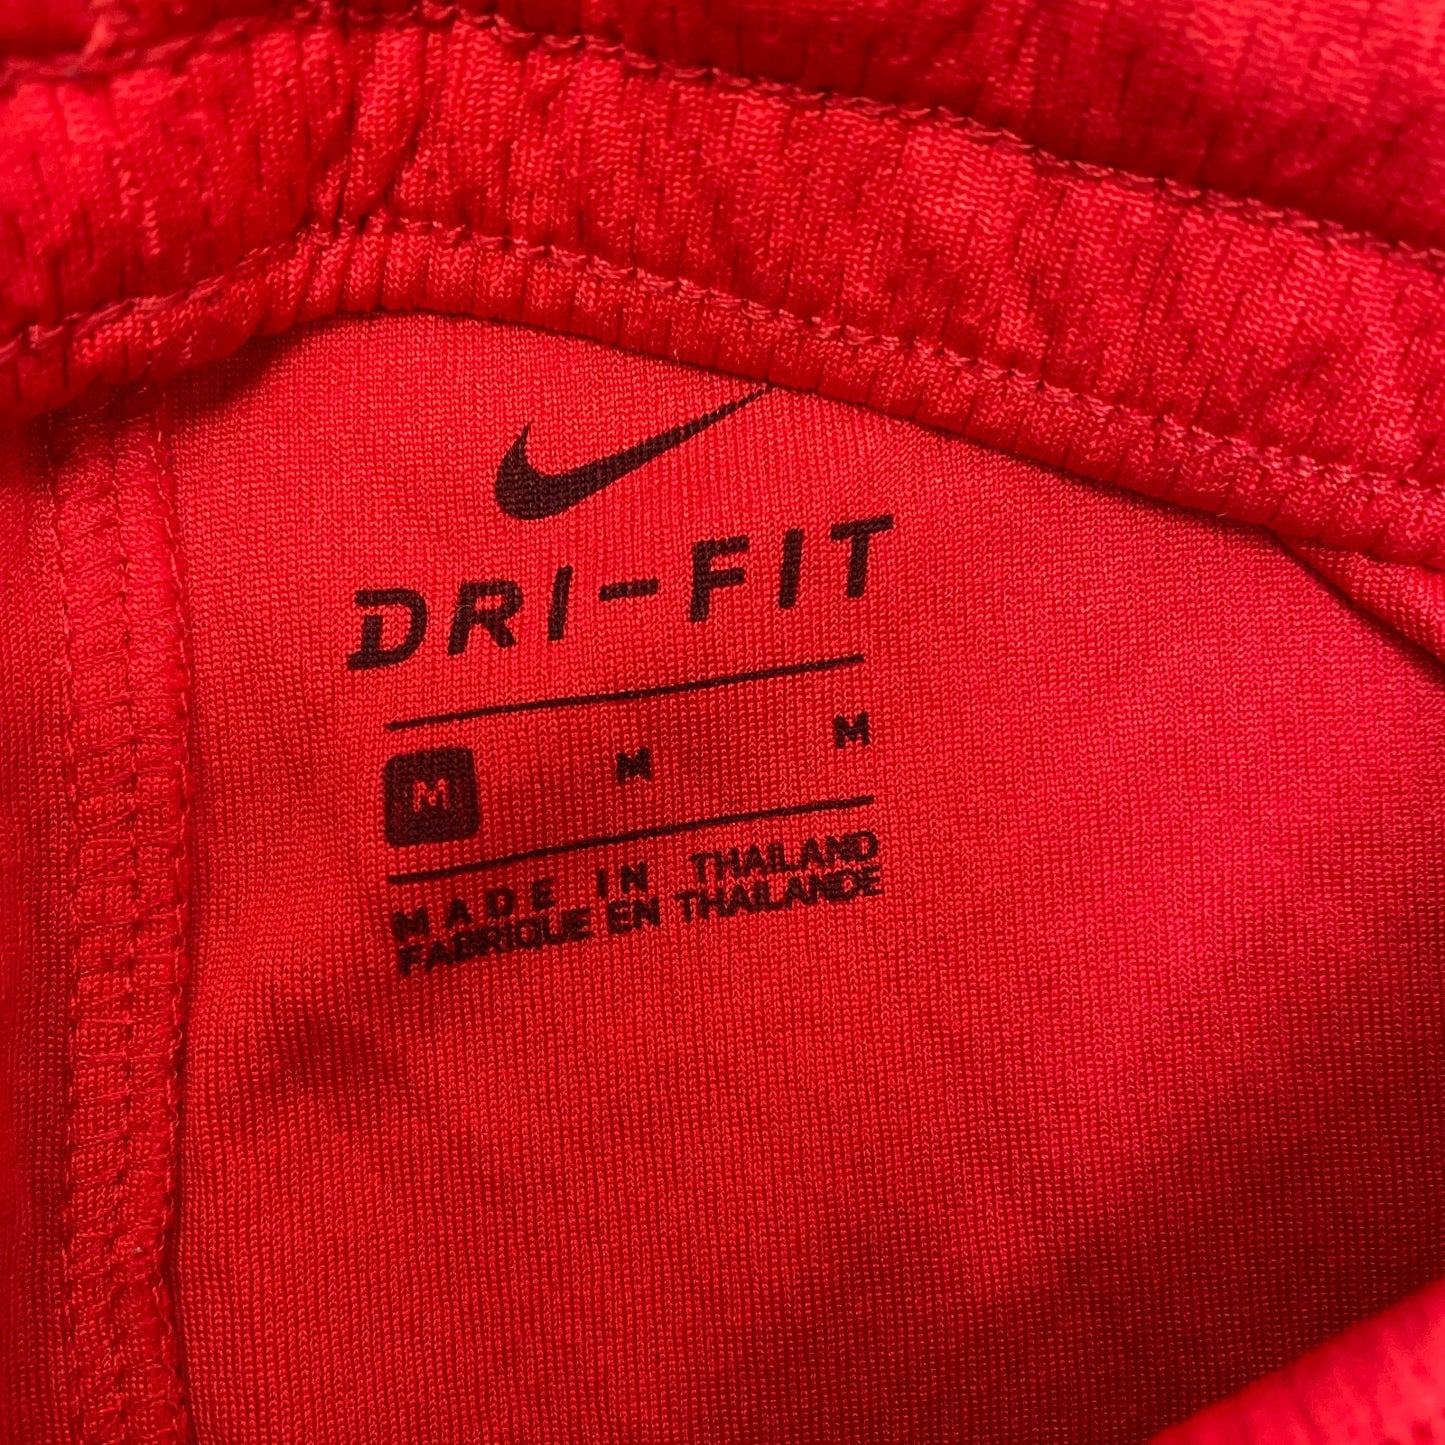 DRI-FIT
M M M
MADE IN THAILAND
FABRIQUE EN THAILANDE